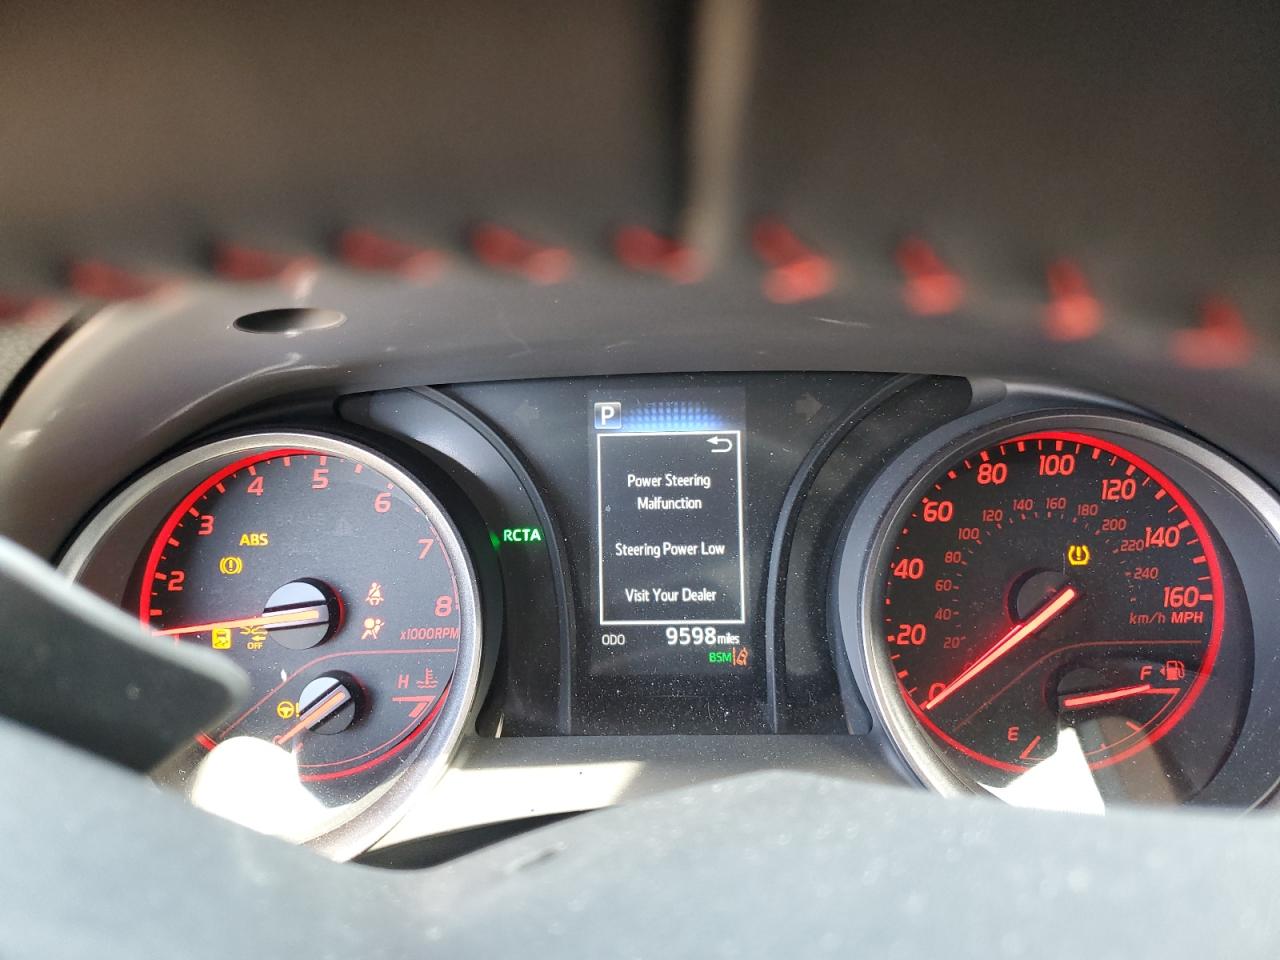 P
Power Steering
Malfunction
Steering Power Low
Visit Your Dealer
ODO 9598 miles
BSM
RCTA
ABS
2
3
4
5
6
7
8
x1000RPM
OFF
H
0
20
40
60
80
100
120
140
160
km/h MPH
20
40
60
80
100
120
140
160
180
200
220
240
F
E